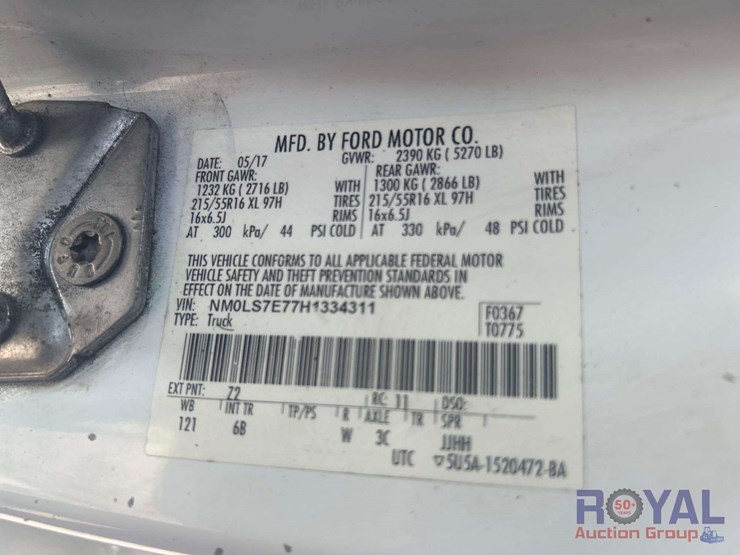 MFD. BY FORD MOTOR CO.
DATE: 05/17 GVWR: 2390 KG ( 5270 LB)
FRONT GAWR: REAR GAWR:
1232 KG ( 2716 LB) WITH 1300 KG ( 2866 LB) WITH
215/55R16 XL 97H TIRES 215/55R16 XL 97H TIRES
16x6.5J RIMS 16x6.5J RIMS
AT 300 kPa/ 44 PSI COLD AT 330 kPa/ 48 PSI COLD
THIS VEHICLE CONFORMS TO ALL APPLICABLE FEDERAL MOTOR
VEHICLE SAFETY AND THEFT PREVENTION STANDARDS IN
EFFECT ON THE DATE OF MANUFACTURE SHOWN ABOVE.
VIN: NM0LS7E77H1334311 F0367
TYPE: Truck T0775
EXT PNT: Z2 RC: 11 DSO:
WB INT TR TP/PS R AXLE TR SPR
121 6B W 3C JJHH
UTC ▽5U5A-1520472-BA
ROYAL
50+
YEARS
Auction Group